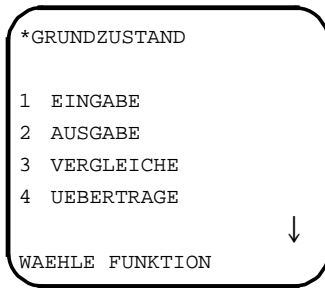 *GRUNDZUSTAND
1 EINGABE
2 AUSGABE
3 VERGLEICHE
4 UEBERTRAGE
↓
WAEHLE FUNKTION